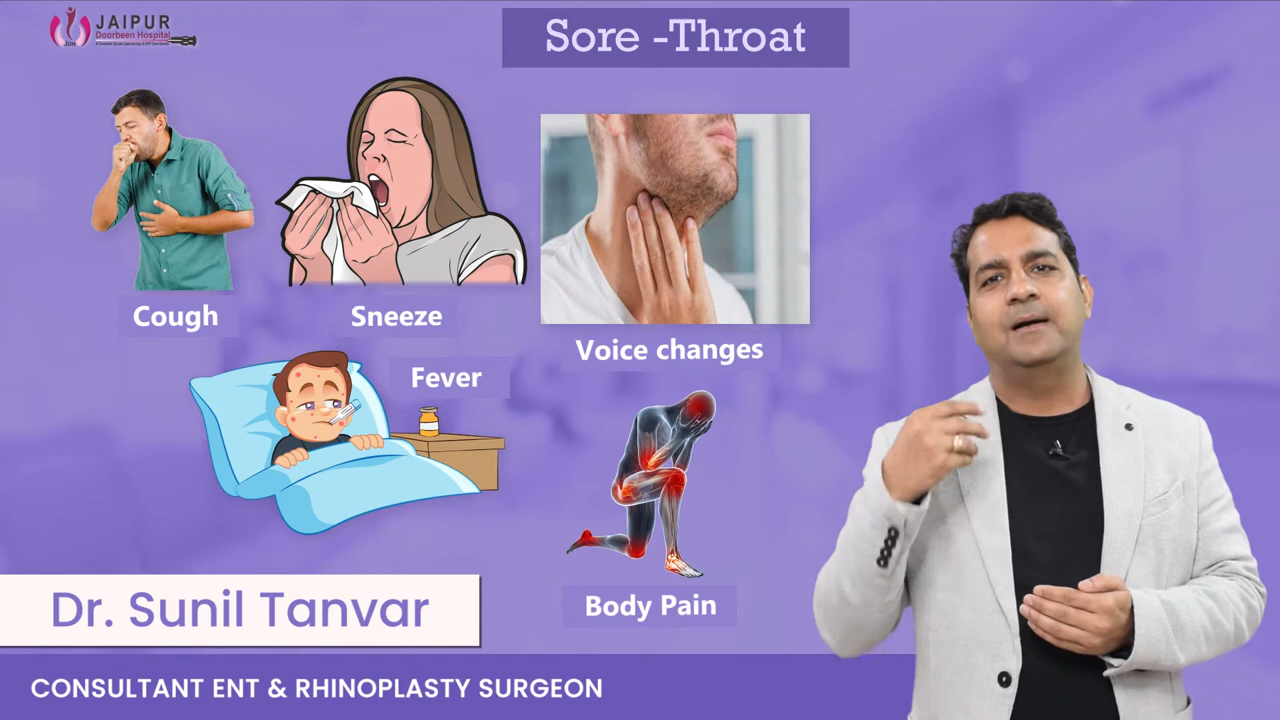 JAIPUR
Doorbeen Hospital
JDH
Sore -Throat
Cough
Sneeze
Voice changes
Fever
Body Pain
Dr. Sunil Tanvar
CONSULTANT ENT & RHINOPLASTY SURGEON